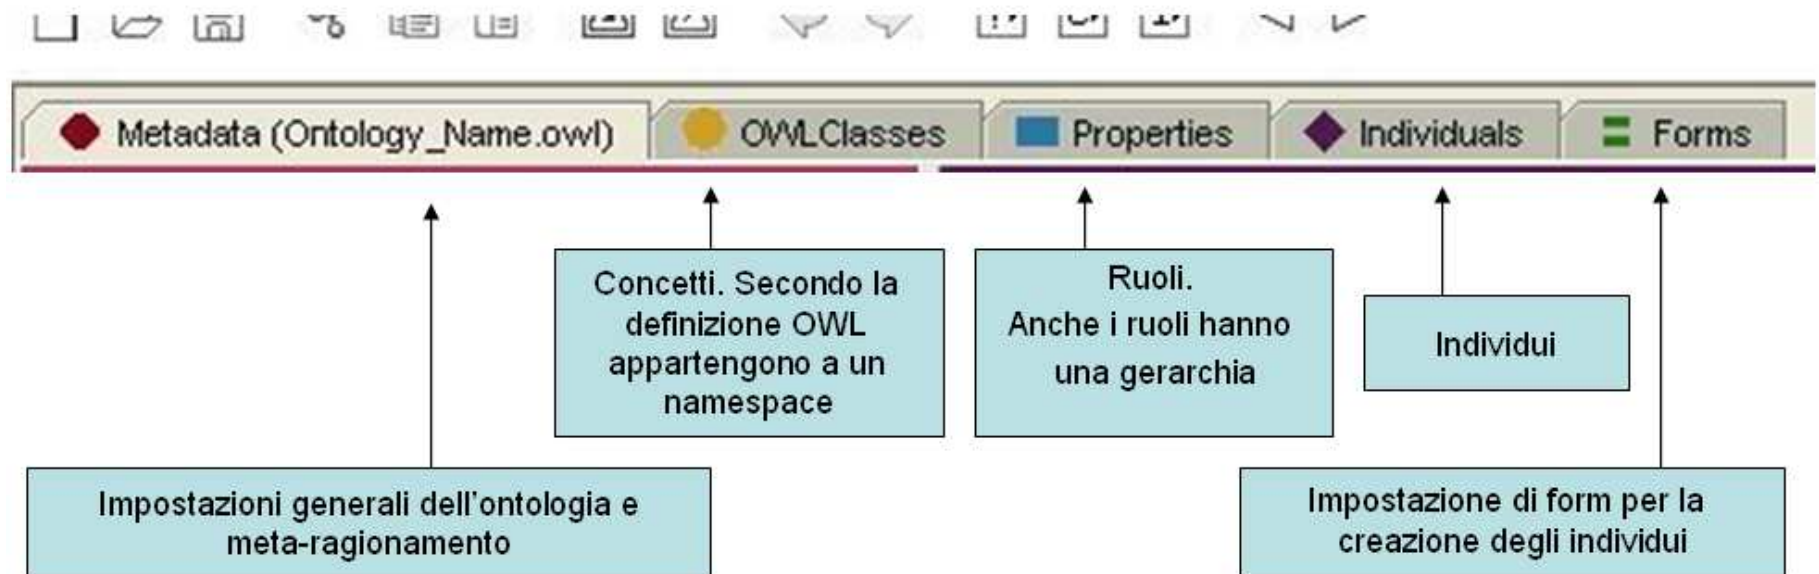 Metadata (Ontology_Name.owl)
OWLClasses
Properties
Individuals
Forms
Concetti. Secondo la
definizione OWL
appartengono a un
namespace
Ruoli.
Anche i ruoli hanno
una gerarchia
Individui
Impostazioni generali dell'ontologia e
meta-ragionamento
Impostazione di form per la
creazione degli individui